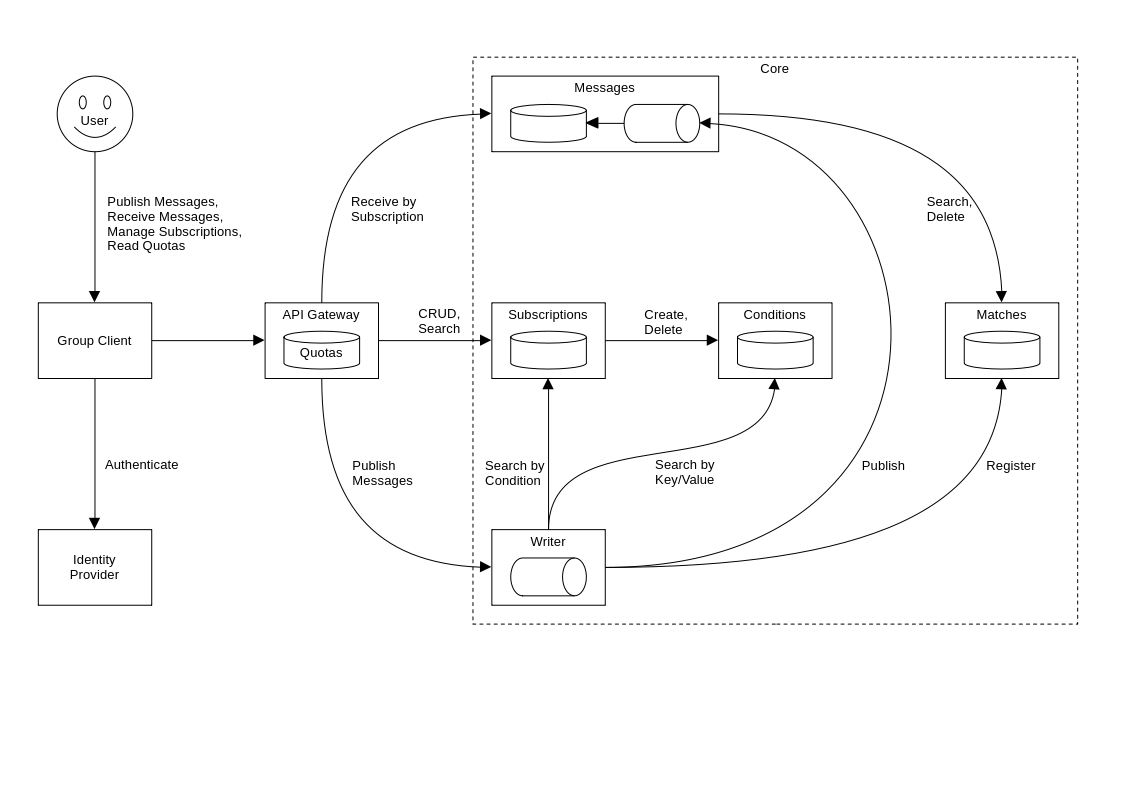 Core
Messages
User
Publish Messages,
Receive Messages,
Manage Subscriptions,
Read Quotas
Receive by
Subscription
Search,
Delete
Group Client
API Gateway
Quotas
CRUD,
Search
Subscriptions
Create,
Delete
Conditions
Matches
Authenticate
Publish
Messages
Search by
Condition
Search by
Key/Value
Publish
Register
Identity
Provider
Writer